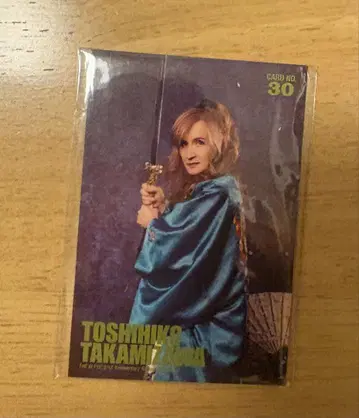 CARD NO.
30
TOSHIHIKO
TAKAMIZAWA